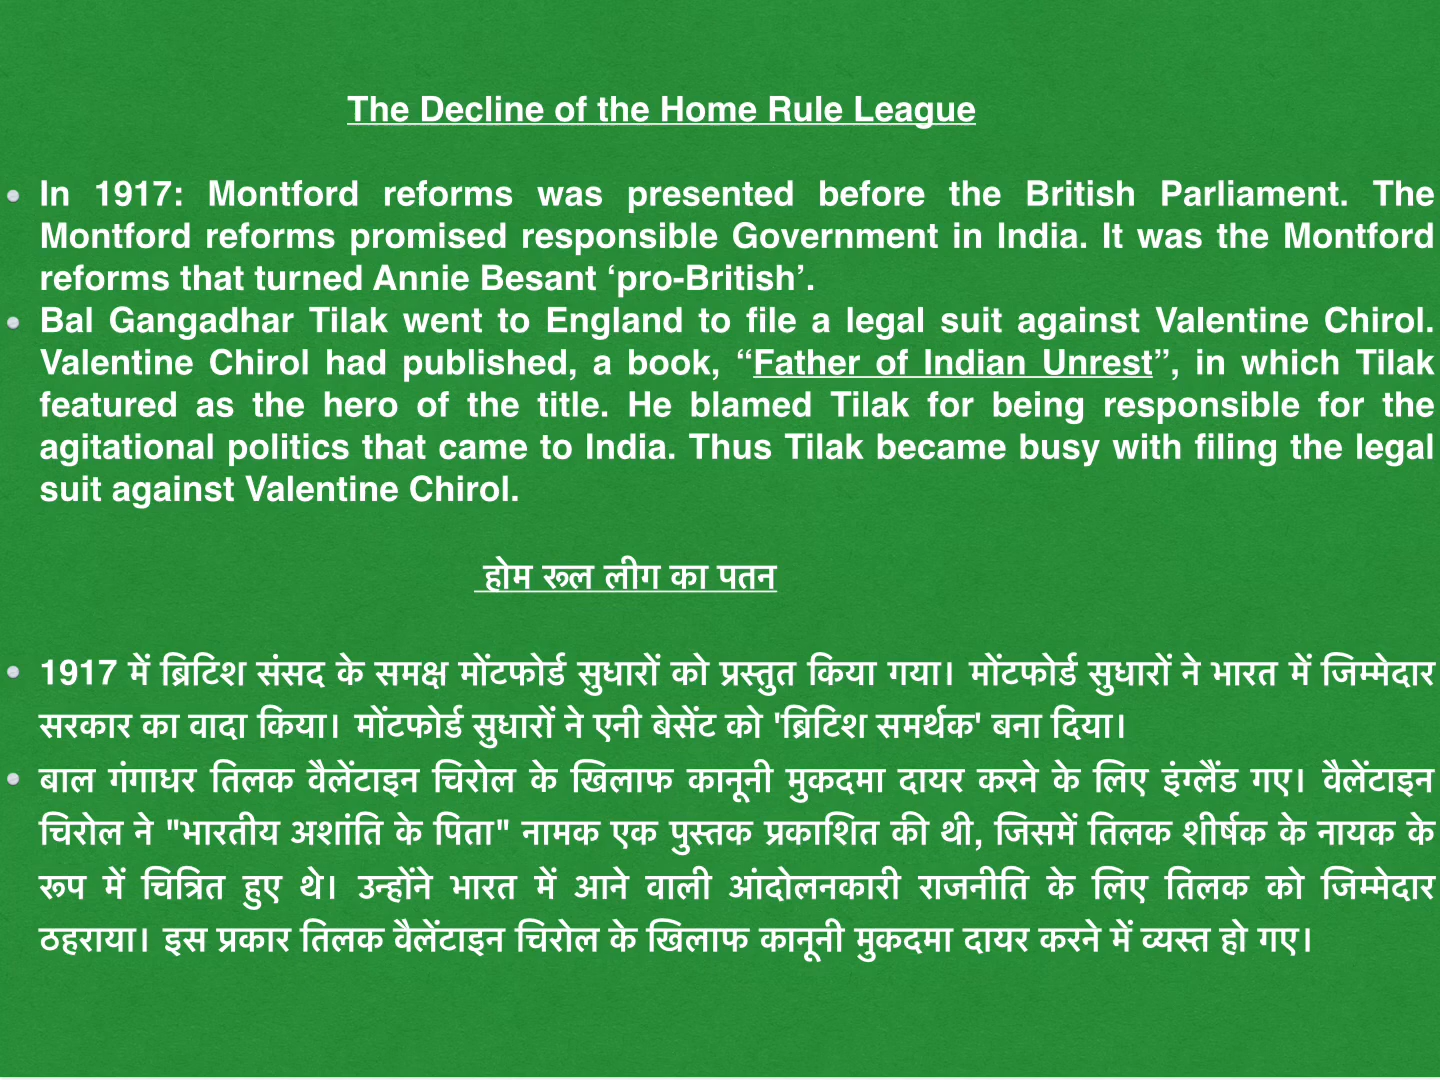 The Decline of the Home Rule League
• In 1917: Montford reforms was presented before the British Parliament. The
Montford reforms promised responsible Government in India. It was the Montford
reforms that turned Annie Besant ‘pro-British’.
• Bal Gangadhar Tilak went to England to file a legal suit against Valentine Chirol.
Valentine Chirol had published, a book, “Father of Indian Unrest”, in which Tilak
featured as the hero of the title. He blamed Tilak for being responsible for the
agitational politics that came to India. Thus Tilak became busy with filing the legal
suit against Valentine Chirol.
होम रूल लीग का पतन
• 1917 में ब्रिटिश संसद के समक्ष मोंटफोर्ड सुधारों को प्रस्तुत किया गया। मोंटफोर्ड सुधारों ने भारत में जिम्मेदार
सरकार का वादा किया। मोंटफोर्ड सुधारों ने एनी बेसेंट को 'ब्रिटिश समर्थक' बना दिया।
• बाल गंगाधर तिलक वैलेंटाइन चिरोल के खिलाफ कानूनी मुकदमा दायर करने के लिए इंग्लैंड गए। वैलेंटाइन
चिरोल ने "भारतीय अशांति के पिता" नामक एक पुस्तक प्रकाशित की थी, जिसमें तिलक शीर्षक के नायक के
रूप में चित्रित हुए थे। उन्होंने भारत में आने वाली आंदोलनकारी राजनीति के लिए तिलक को जिम्मेदार
ठहराया। इस प्रकार तिलक वैलेंटाइन चिरोल के खिलाफ कानूनी मुकदमा दायर करने में व्यस्त हो गए।